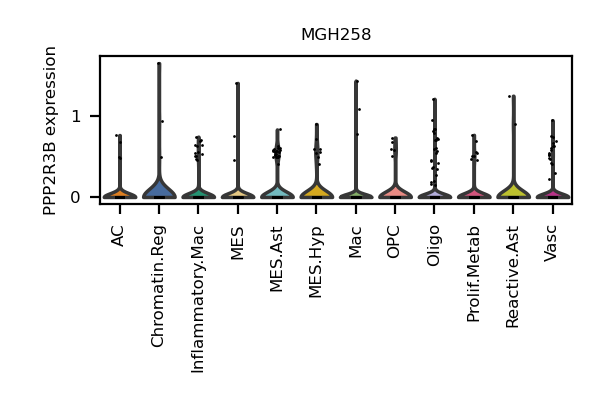 MGH258
PPP2R3B expression
1
0
AC
Chromatin.Reg
Inflammatory.Mac
MES
MES.Ast
MES.Hyp
Mac
OPC
Oligo
Prolif.Metab
Reactive.Ast
Vasc